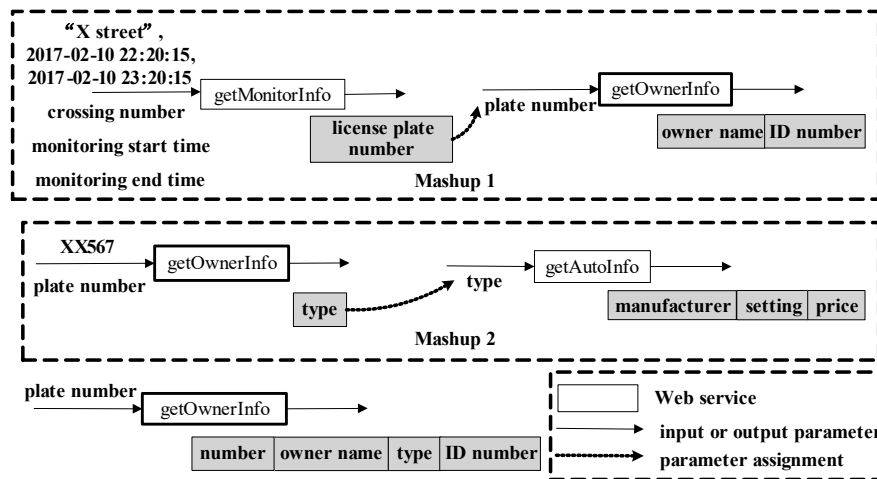 “X street”,
2017-02-10 22:20:15,
2017-02-10 23:20:15
crossing number
getMonitorInfo
plate number
getOwnerInfo
monitoring start time
license plate
number
owner name ID number
monitoring end time
Mashup 1
XX567
plate number
getOwnerInfo
type
getAutoInfo
type
manufacturer setting price
Mashup 2
plate number
getOwnerInfo
number owner name type ID number
Web service
input or output parameter
parameter assignment